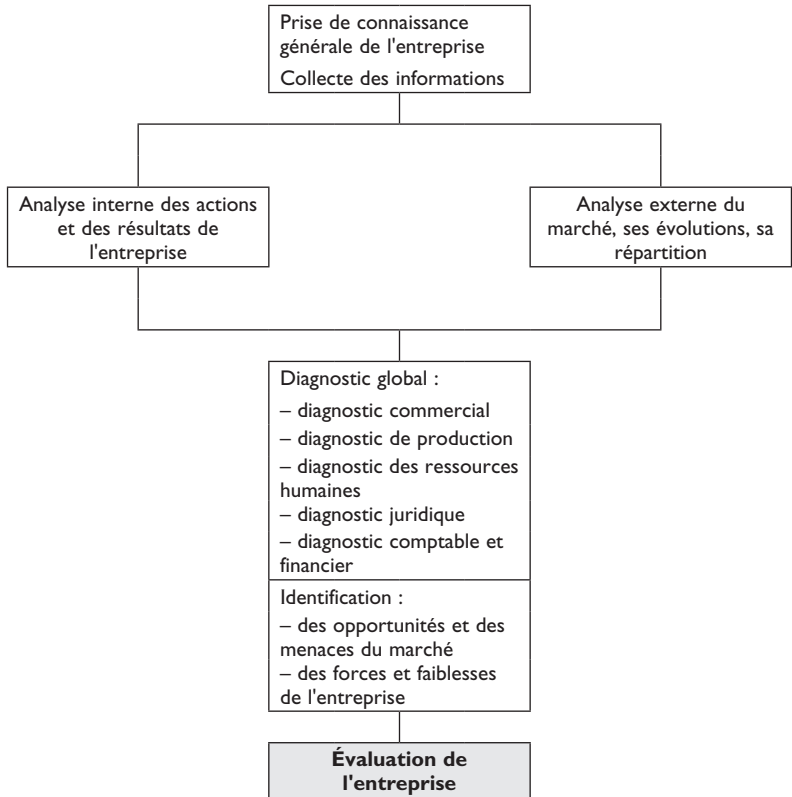 Prise de connaissance
générale de l'entreprise
Collecte des informations
Analyse interne des actions
et des résultats de
l'entreprise
Analyse externe du
marché, ses évolutions, sa
répartition
Diagnostic global :
– diagnostic commercial
– diagnostic de production
– diagnostic des ressources
humaines
– diagnostic juridique
– diagnostic comptable et
financier
Identification :
– des opportunités et des
menaces du marché
– des forces et faiblesses
de l'entreprise
Évaluation de
l'entreprise